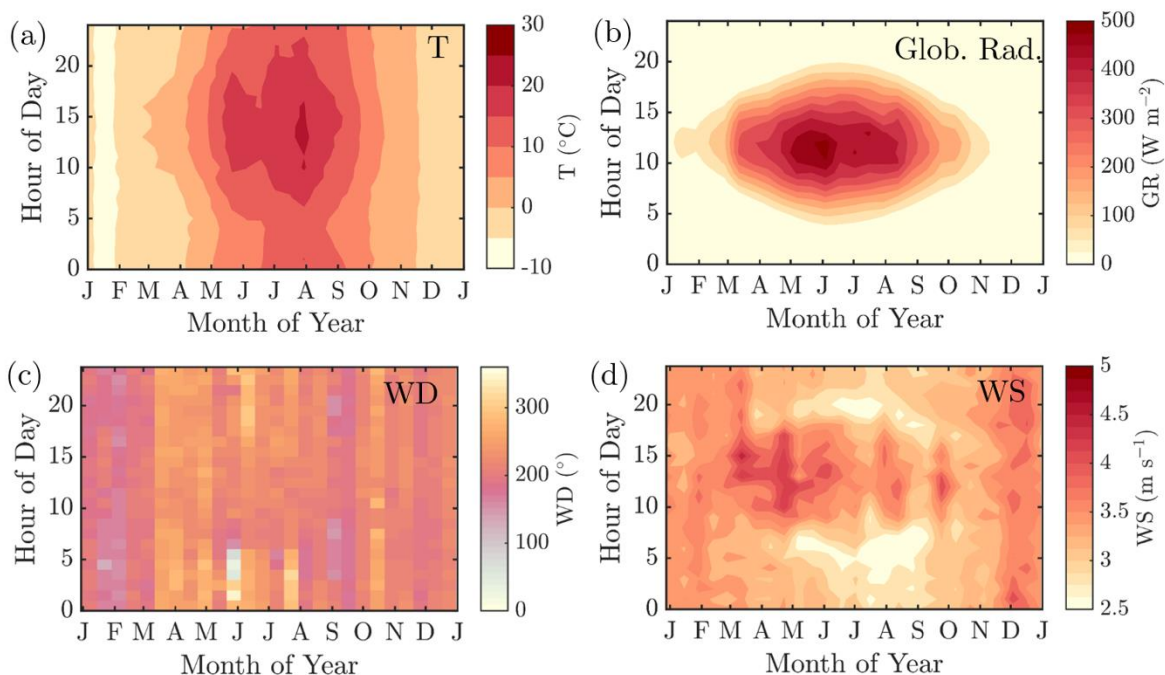 (a)
T
Hour of Day
20
15
10
5
0
J F M A M J J A S O N D J
Month of Year
30
20
10
0
-10
T (°C)
(b)
Glob. Rad.
Hour of Day
20
15
10
5
0
J F M A M J J A S O N D J
Month of Year
500
400
300
200
100
0
GR (W m⁻²)
(c)
WD
Hour of Day
20
15
10
5
0
J F M A M J J A S O N D J
Month of Year
300
200
100
0
WD (°)
(d)
WS
Hour of Day
20
15
10
5
0
J F M A M J J A S O N D J
Month of Year
5
4.5
4
3.5
3
2.5
WS (m s⁻¹)